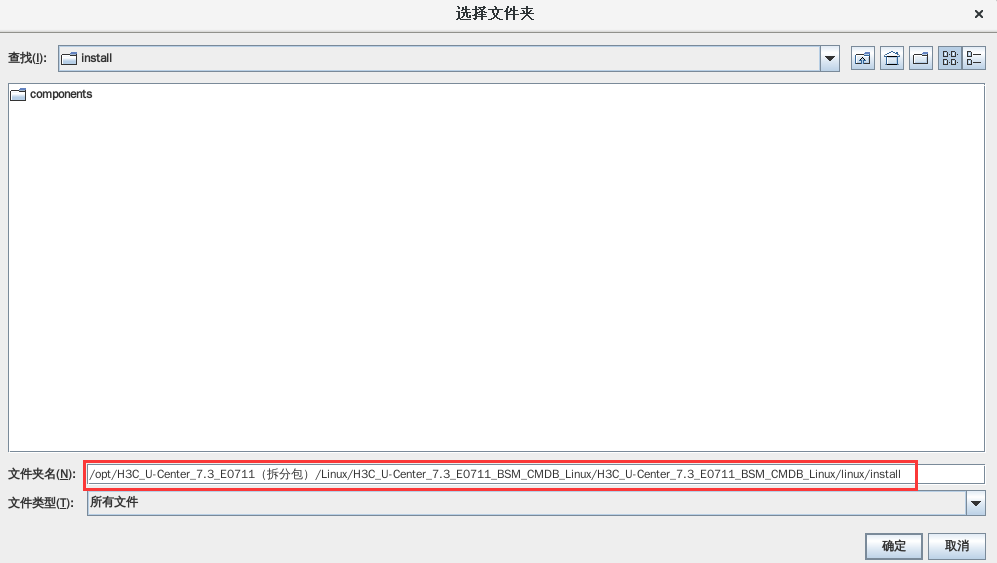 选择文件夹
查找(I): install
components
文件夹名(N): /opt/H3C_U-Center_7.3_E0711（拆分包）/Linux/H3C_U-Center_7.3_E0711_BSM_CMDB_Linux/H3C_U-Center_7.3_E0711_BSM_CMDB_Linux/linux/install
文件类型(T): 所有文件
确定 取消